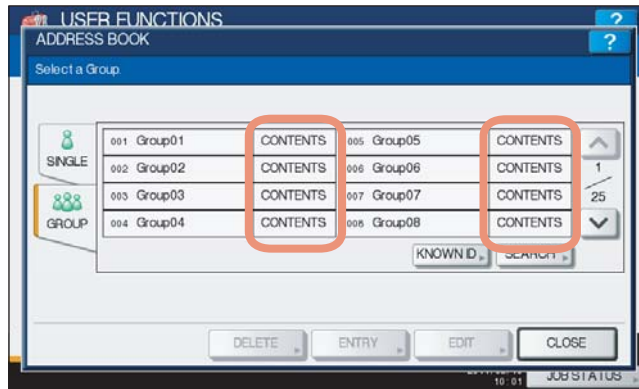 USER FUNCTIONS ?
ADDRESS BOOK ?
Select a Group.
SINGLE
GROUP
001 Group01 CONTENTS 005 Group05 CONTENTS
002 Group02 CONTENTS 006 Group06 CONTENTS
003 Group03 CONTENTS 007 Group07 CONTENTS
004 Group04 CONTENTS 008 Group08 CONTENTS
1
25
KNOWN ID SEARCH
DELETE ENTRY EDIT CLOSE
10:01 JOB STATUS